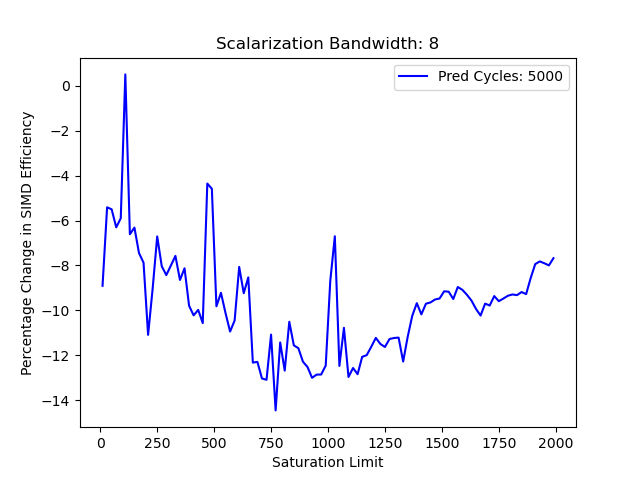 Scalarization Bandwidth: 8
Pred Cycles: 5000
Percentage Change in SIMD Efficiency
0
−2
−4
−6
−8
−10
−12
−14
0 250 500 750 1000 1250 1500 1750 2000
Saturation Limit